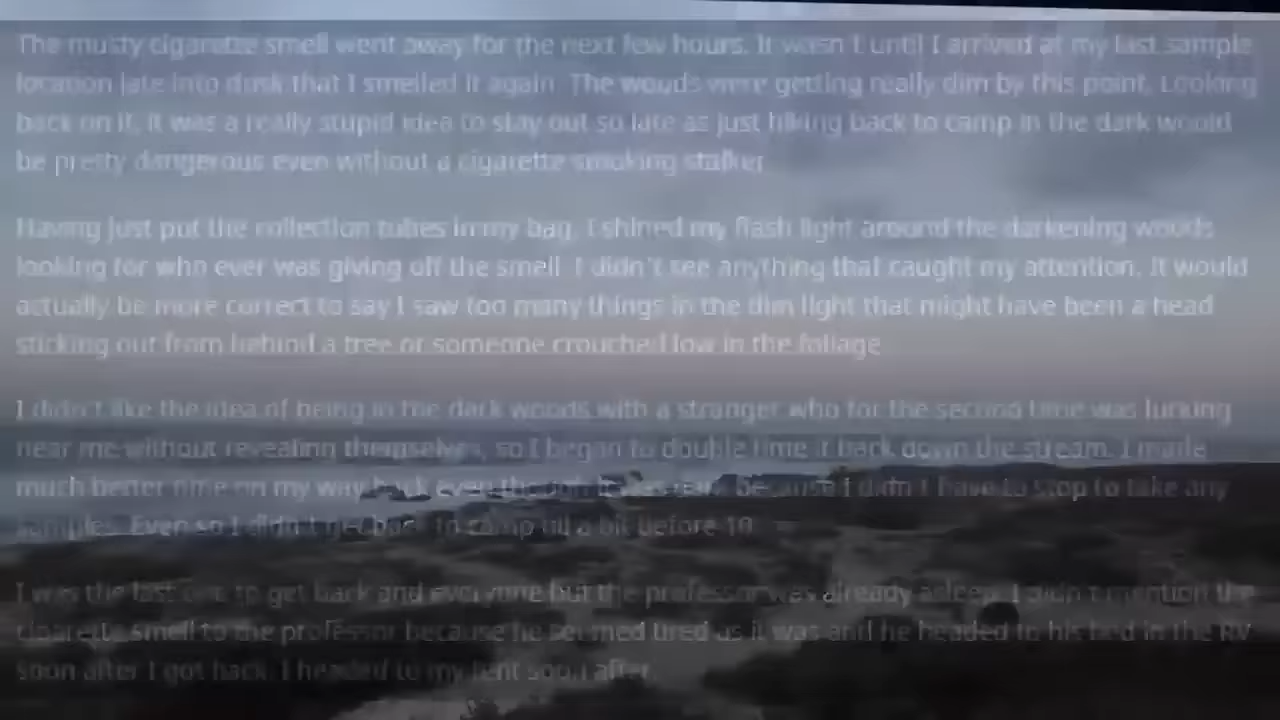 The musty cigarette smell went away for the next few hours. It wasn't until I arrived at my last sample
location late into dusk that I smelled it again. The woods were getting really dim by this point. Looking
back on it, it was a really stupid idea to stay out so late as just hiking back to camp in the dark would
be pretty dangerous even without a cigarette smoking stalker.
Having just put the collection tubes in my bag, I shined my flash light around the darkening woods
looking for who ever was giving off the smell. I didn't see anything that caught my attention. It would
actually be more correct to say I saw too many things in the dim light that might have been a head
sticking out from behind a tree or someone crouched low in the foliage.
I didn't like the idea of being in the dark woods with a stranger who for the second time was lurking
near me without revealing themselves, so I began to double time it back down the stream. I made
much better time on my way back even though because I didn't have to stop to take any
samples. Even so I didn't get back to camp till a bit before 10.
I was the last one to get back and everyone but the professor was already asleep. I didn't mention the
cigarette smell to the professor because he seemed tired as it was and he headed to his bed in the RV
soon after I got back. I headed to my tent soon after.